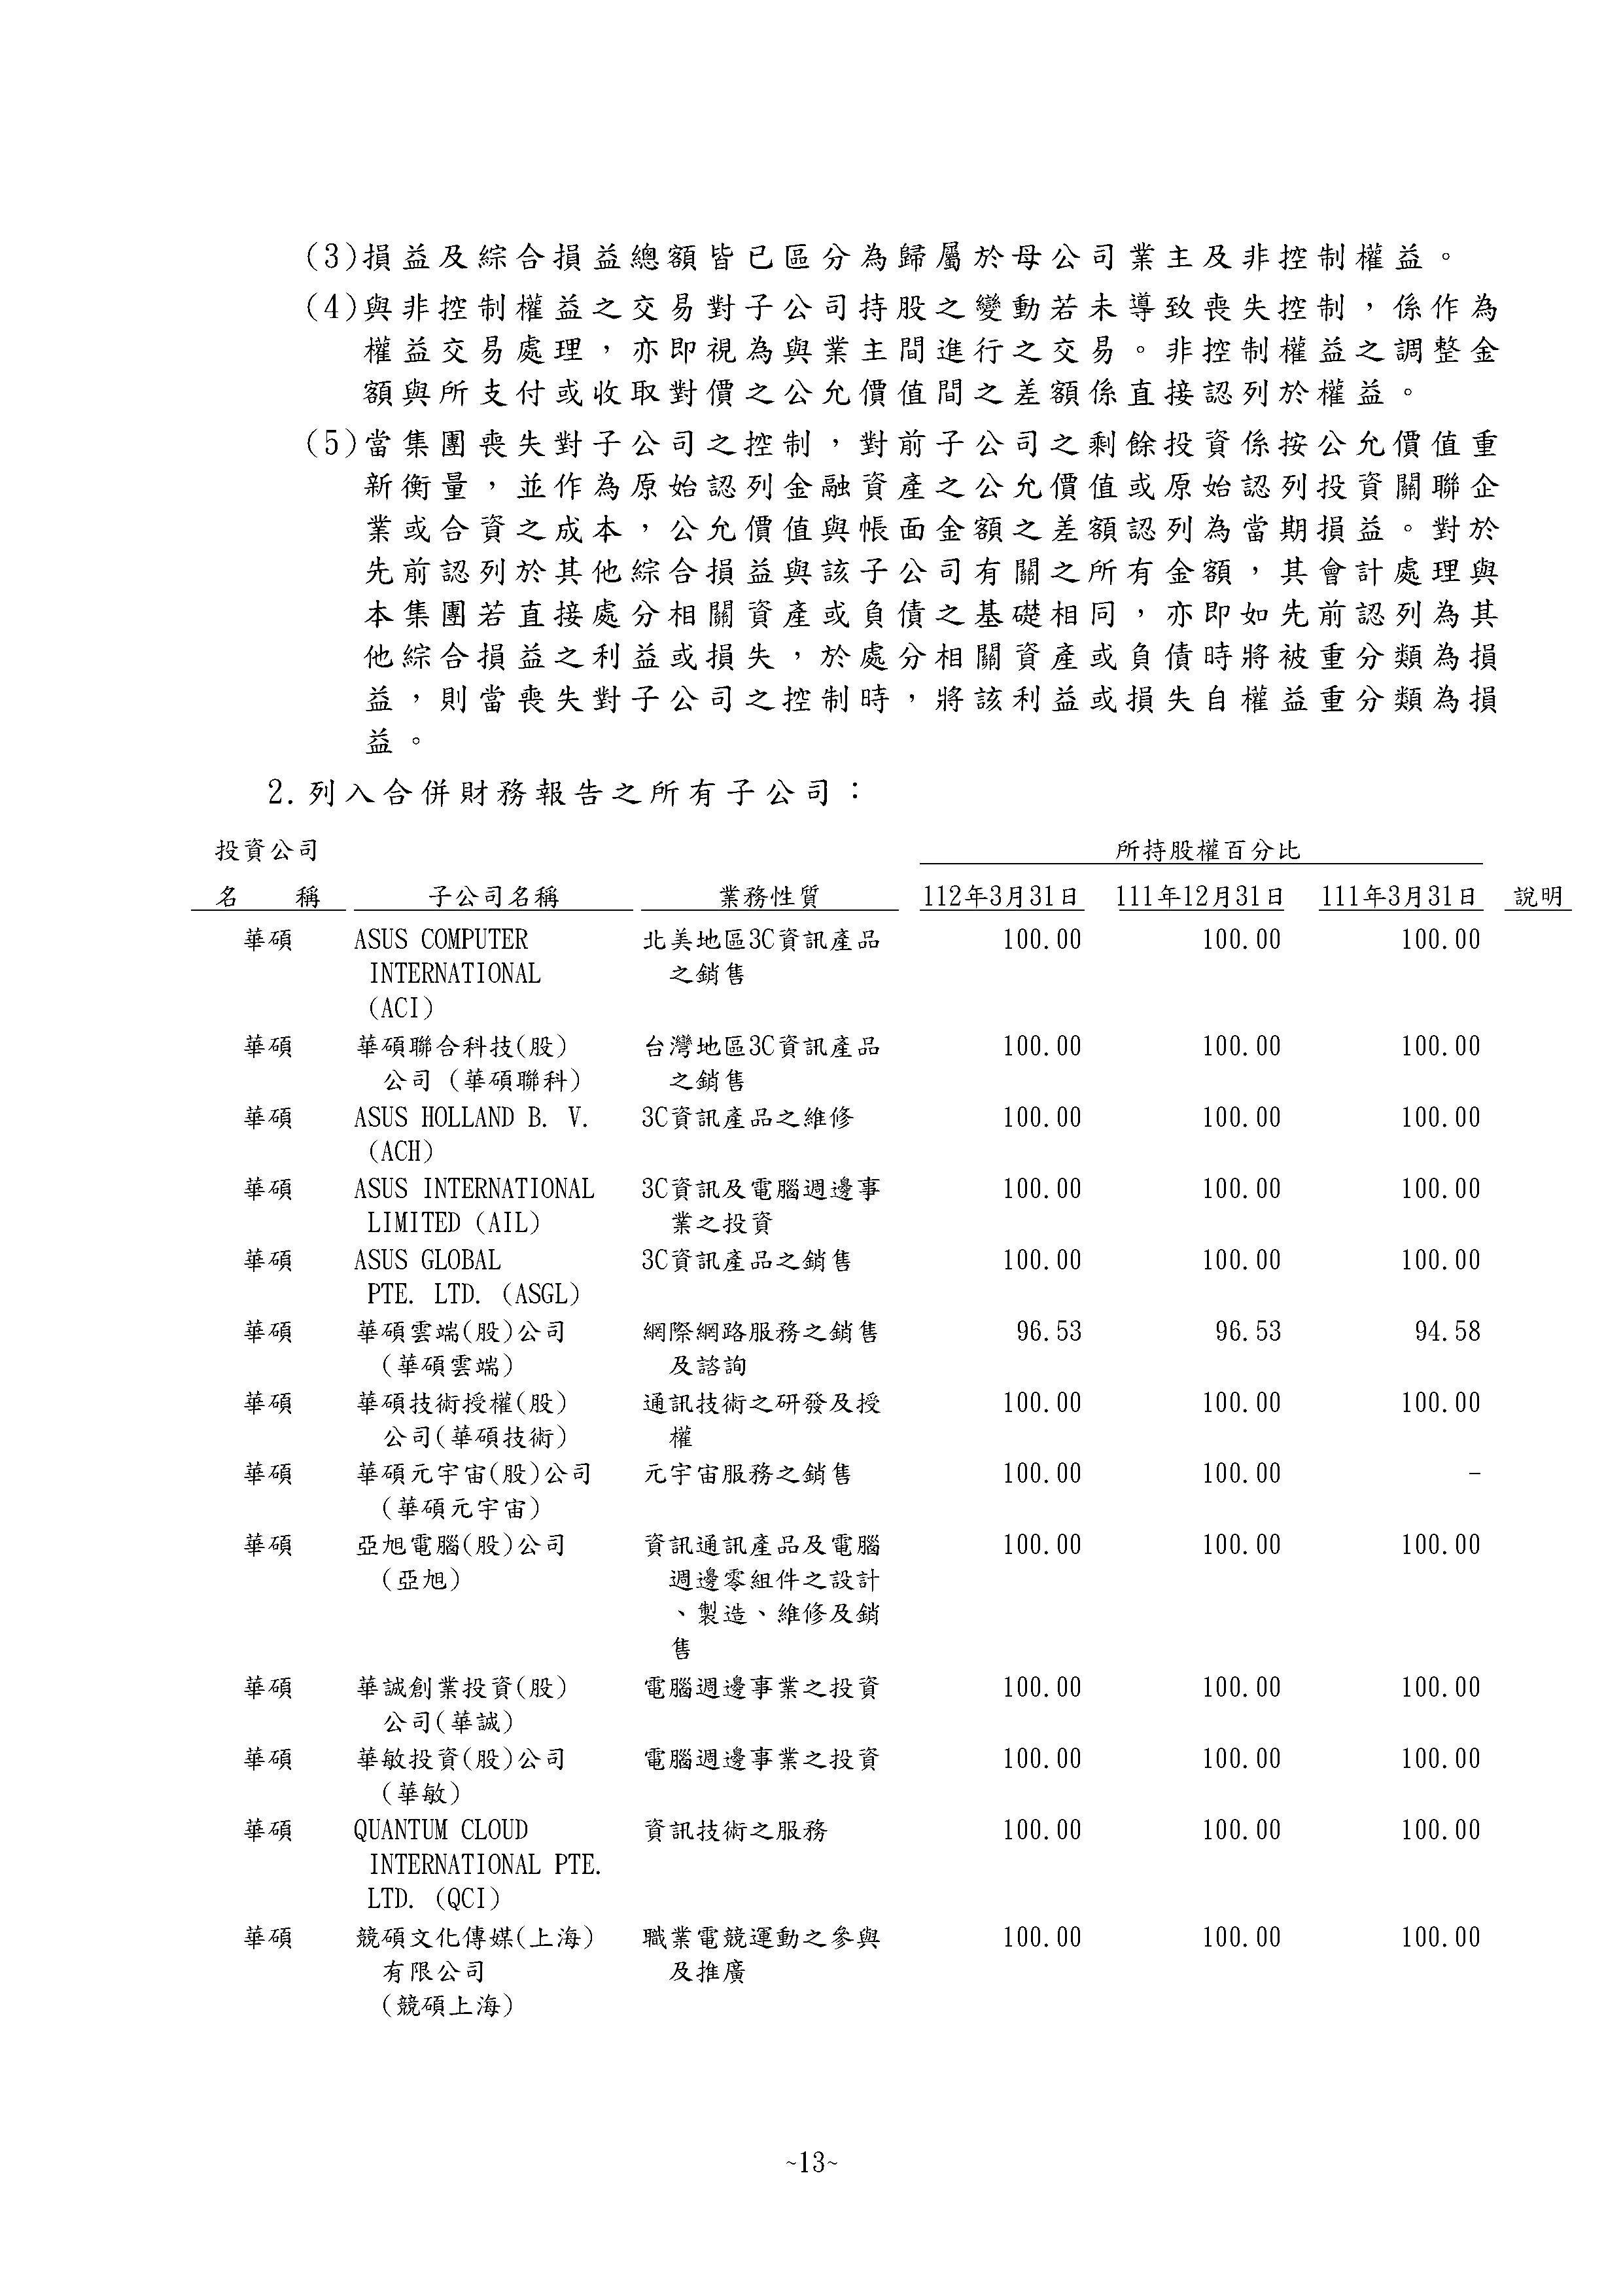 (3)損益及綜合損益總額皆已區分為歸屬於母公司業主及非控制權益。
(4)與非控制權益之交易對子公司持股之變動若未導致喪失控制，係作為
權益交易處理，亦即視為與業主間進行之交易。非控制權益之調整金
額與所支付或收取對價之公允價值間之差額係直接認列於權益。
(5)當集團喪失對子公司之控制，對前子公司之剩餘投資係按公允價值重
新衡量，並作為原始認列金融資產之公允價值或原始認列投資關聯企
業或合資之成本，公允價值與帳面金額之差額認列為當期損益。對於
先前認列於其他綜合損益與該子公司有關之所有金額，其會計處理與
本集團若直接處分相關資產或負債之基礎相同，亦即如先前認列為其
他綜合損益之利益或損失，於處分相關資產或負債時將被重分類為損
益，則當喪失對子公司之控制時，將該利益或損失自權益重分類為損
益。
2.列入合併財務報告之所有子公司：
投資公司 所持股權百分比
名 稱 子公司名稱 業務性質 112年3月31日 111年12月31日 111年3月31日 說明
華碩 ASUS COMPUTER 北美地區3C資訊產品 100.00 100.00 100.00
INTERNATIONAL 之銷售
(ACI)
華碩 華碩聯合科技(股) 台灣地區3C資訊產品 100.00 100.00 100.00
公司 (華碩聯科) 之銷售
華碩 ASUS HOLLAND B. V. 3C資訊產品之維修 100.00 100.00 100.00
(ACH)
華碩 ASUS INTERNATIONAL 3C資訊及電腦週邊事 100.00 100.00 100.00
LIMITED (AIL) 業之投資
華碩 ASUS GLOBAL 3C資訊產品之銷售 100.00 100.00 100.00
PTE. LTD. (ASGL)
華碩 華碩雲端(股)公司 網際網路服務之銷售 96.53 96.53 94.58
(華碩雲端) 及諮詢
華碩 華碩技術授權(股) 通訊技術之研發及授 100.00 100.00 100.00
公司(華碩技術) 權
華碩 華碩元宇宙(股)公司 元宇宙服務之銷售 100.00 100.00 -
(華碩元宇宙)
華碩 亞旭電腦(股)公司 資訊通訊產品及電腦 100.00 100.00 100.00
(亞旭) 週邊零組件之設計
、製造、維修及銷
售
華碩 華誠創業投資(股) 電腦週邊事業之投資 100.00 100.00 100.00
公司(華誠)
華碩 華敏投資(股)公司 電腦週邊事業之投資 100.00 100.00 100.00
(華敏)
華碩 QUANTUM CLOUD 資訊技術之服務 100.00 100.00 100.00
INTERNATIONAL PTE.
LTD. (QCI)
華碩 競碩文化傳媒(上海) 職業電競運動之參與 100.00 100.00 100.00
有限公司 及推廣
(競碩上海)
~13~